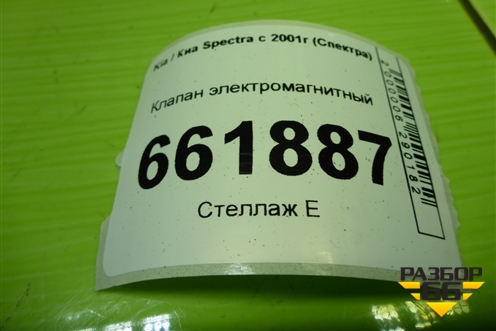 Kia / Киа Spectra с 2001г (Спектра)
Клапан электромагнитный
661887
Стеллаж Е
2000006290182
РАЗБОР
66